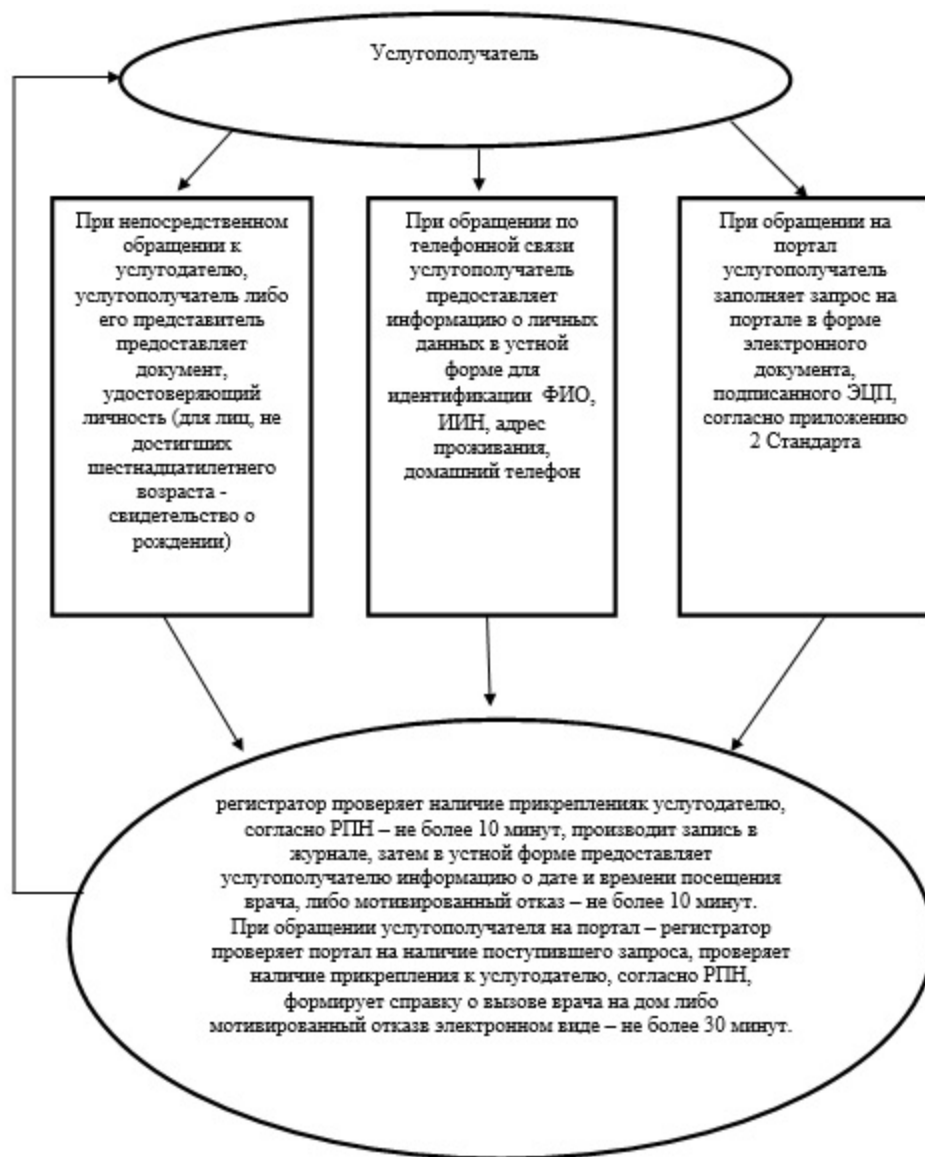 Услугополучатель
При непосредственном
обращении к
услугодателю,
услугополучатель либо
его представитель
предоставляет
документ,
удостоверяющий
личность (для лиц, не
достигших
шестнадцатилетнего
возраста -
свидетельство о
рождении)
При обращении по
телефонной связи
услугополучатель
предоставляет
информацию о личных
данных в устной
форме для
идентификации ФИО,
ИИН, адрес
проживания,
домашний телефон
При обращении на
портал
услугополучатель
заполняет запрос на
портале в форме
электронного
документа,
подписанного ЭЦП,
согласно приложению
2 Стандарта
регистратор проверяет наличие прикрепленияк услугодателю,
согласно РПН – не более 10 минут, производит запись в
журнале, затем в устной форме предоставляет
услугополучателю информацию о дате и времени посещения
врача, либо мотивированный отказ – не более 10 минут.
При обращении услугополучателя на портал – регистратор
проверяет портал на наличие поступившего запроса, проверяет
наличие прикрепления к услугодателю, согласно РПН,
формирует справку о вызове врача на дом либо
мотивированный отказв электронном виде – не более 30 минут.